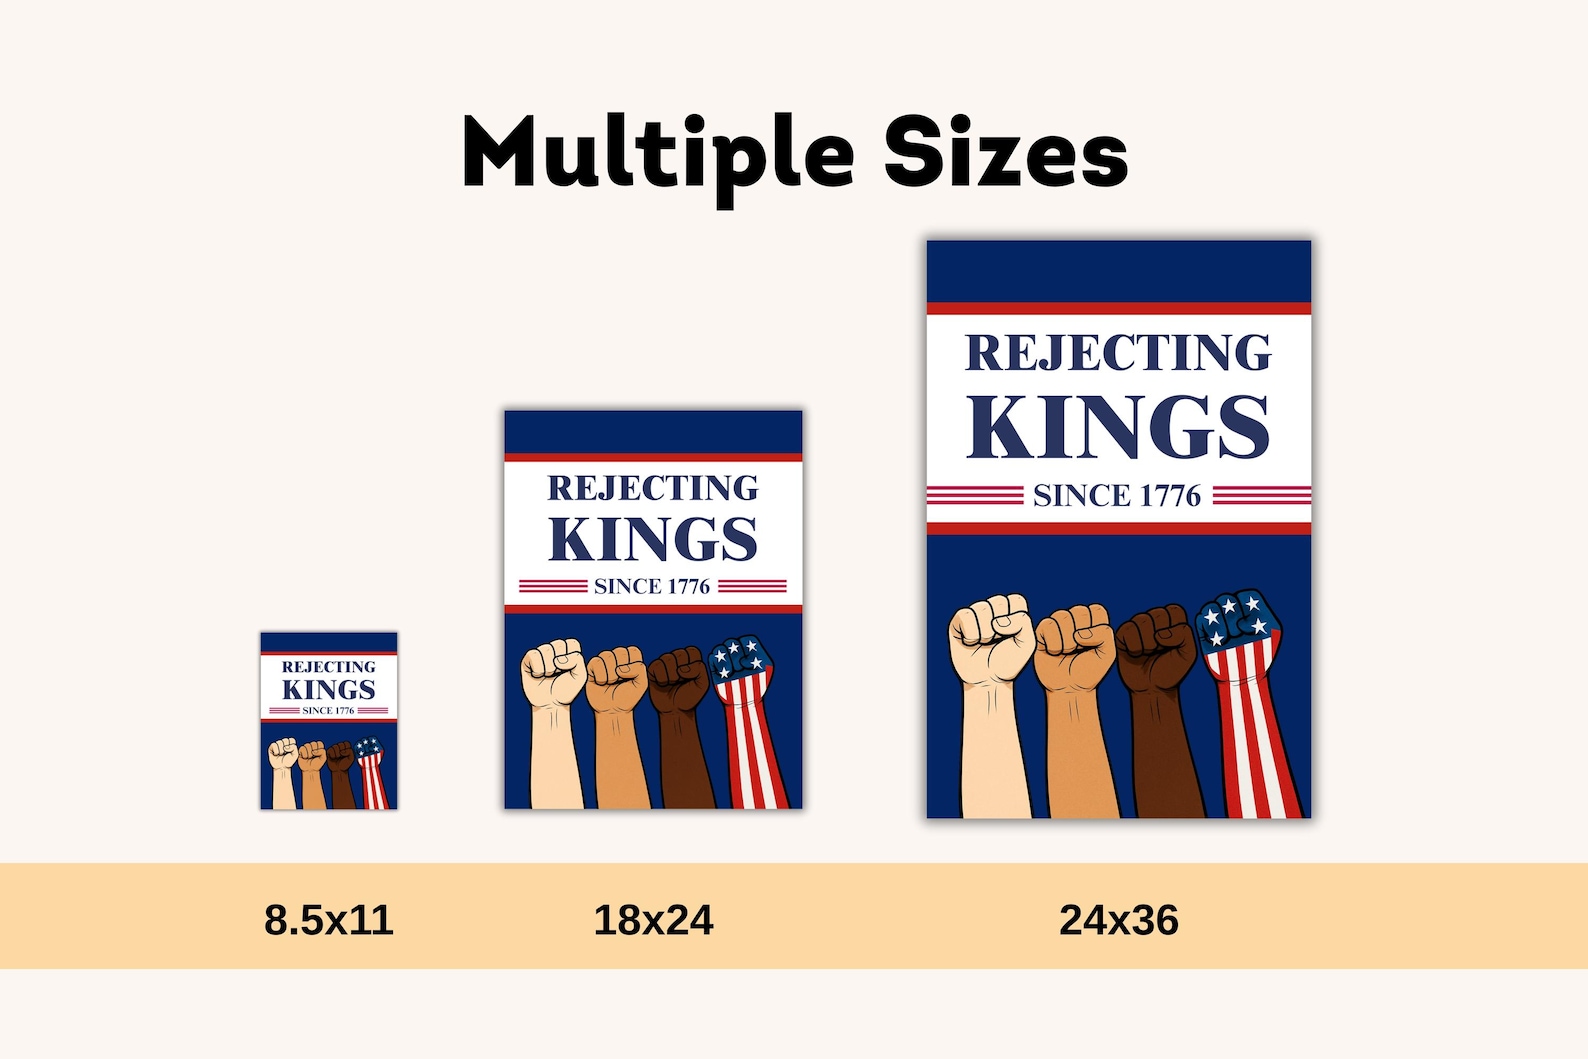 Multiple Sizes
REJECTING
KINGS
SINCE 1776
REJECTING
KINGS
SINCE 1776
REJECTING
KINGS
SINCE 1776
8.5x11
18x24
24x36